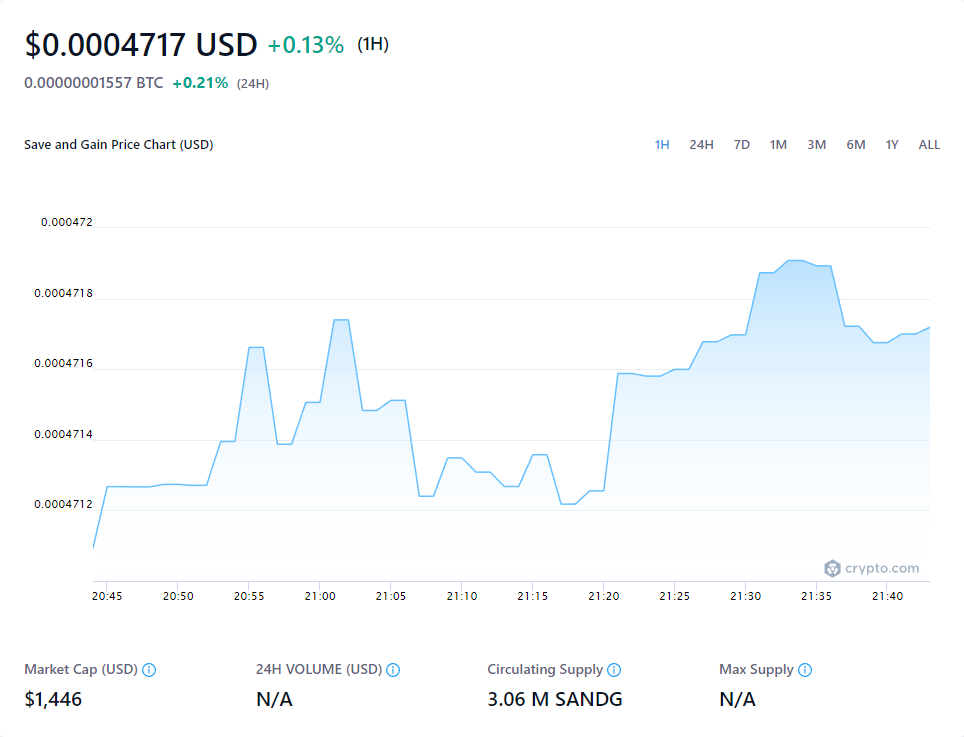 $0.0004717 USD +0.13% (1H)
0.00000001557 BTC +0.21% (24H)
Save and Gain Price Chart (USD) 1H 24H 7D 1M 3M 6M 1Y ALL
0.000472
0.0004718
0.0004716
0.0004714
0.0004712
crypto.com
20:45 20:50 20:55 21:00 21:05 21:10 21:15 21:20 21:25 21:30 21:35 21:40
Market Cap (USD) 24H VOLUME (USD) Circulating Supply Max Supply
$1,446 N/A 3.06 M SANDG N/A